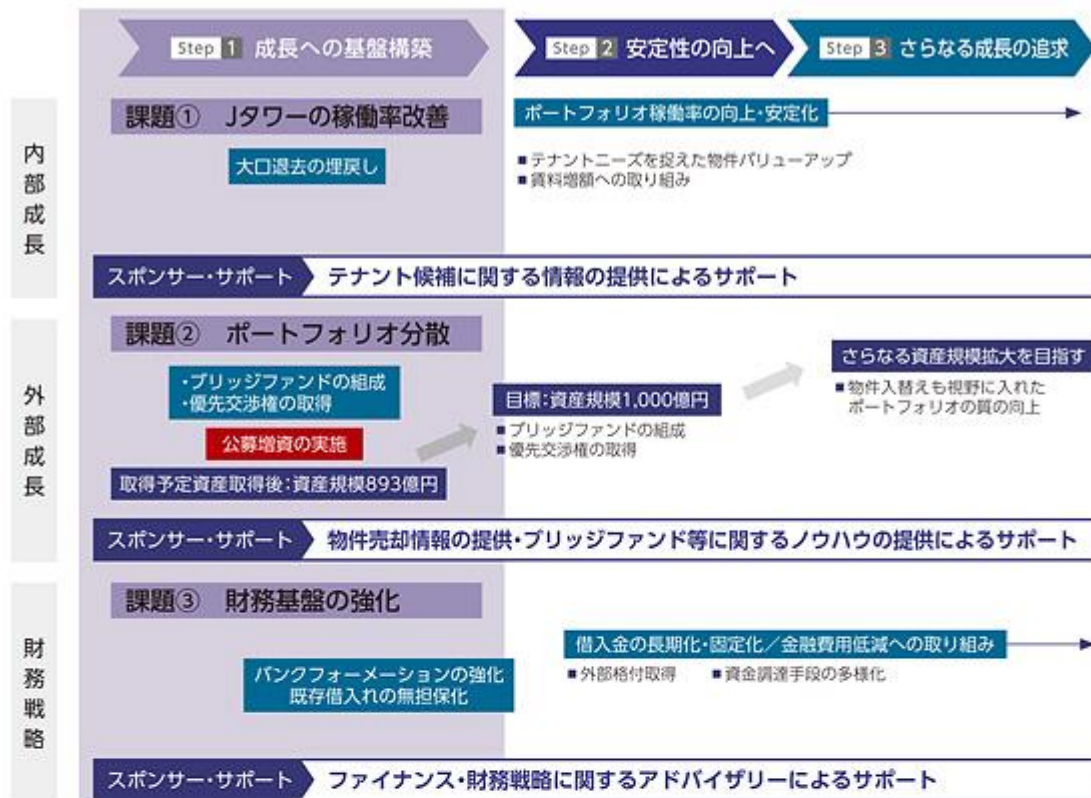 Step 1 成長への基盤構築
Step 2 安定性の向上へ
Step 3 さらなる成長の追求
内部成長
課題① Jタワーの稼働率改善
大口退去の埋戻し
ポートフォリオ稼働率の向上・安定化
■テナントニーズを捉えた物件バリューアップ
■賃料増額への取り組み
スポンサー・サポート テナント候補に関する情報の提供によるサポート
外部成長
課題② ポートフォリオ分散
・ブリッジファンドの組成
・優先交渉権の取得
公募増資の実施
取得予定資産取得後:資産規模893億円
目標:資産規模1,000億円
■ブリッジファンドの組成
■優先交渉権の取得
さらなる資産規模拡大を目指す
■物件入替えも視野に入れた
ポートフォリオの質の向上
スポンサー・サポート 物件売却情報の提供・ブリッジファンド等に関するノウハウの提供によるサポート
財務戦略
課題③ 財務基盤の強化
バンクフォーメーションの強化
既存借入れの無担保化
借入金の長期化・固定化／金融費用低減への取り組み
■外部格付取得 ■資金調達手段の多様化
スポンサー・サポート ファイナンス・財務戦略に関するアドバイザリーによるサポート